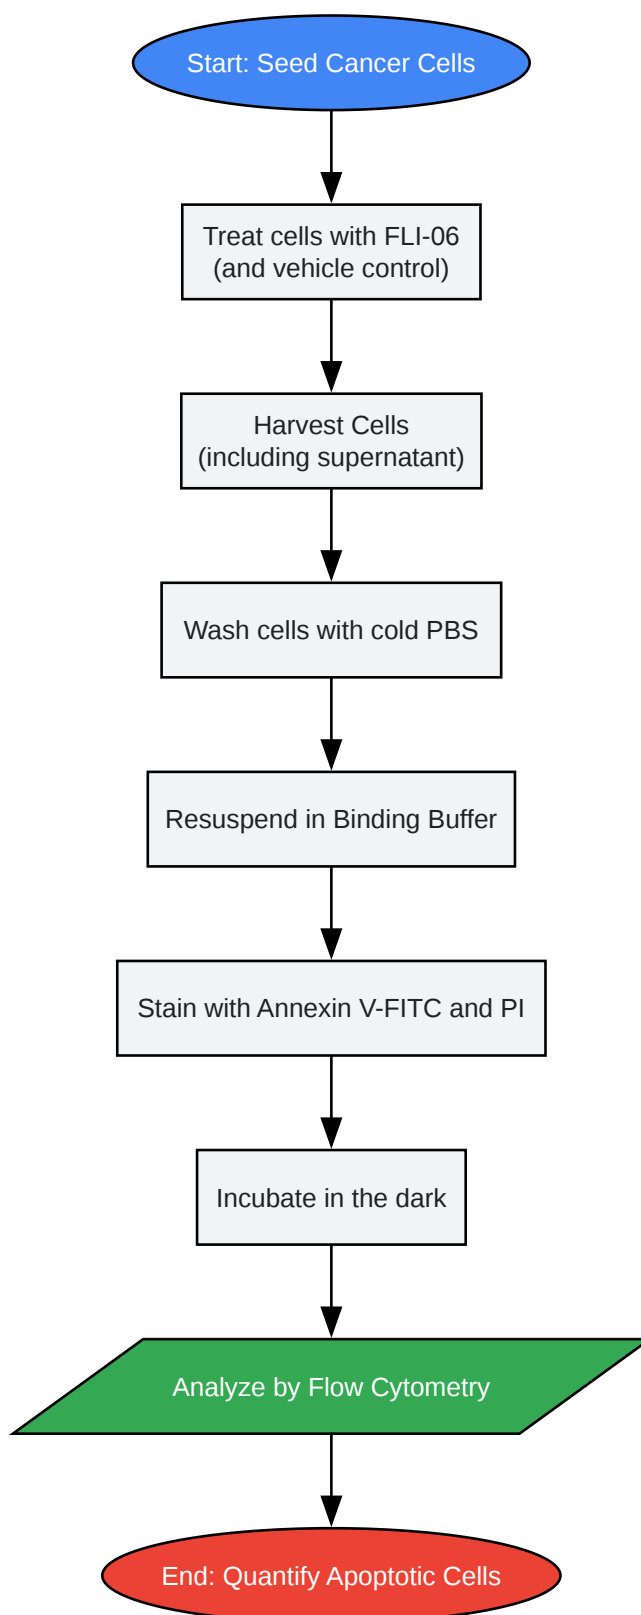 Start: Seed Cancer Cells
Treat cells with FLI-06
(and vehicle control)
Harvest Cells
(including supernatant)
Wash cells with cold PBS
Resuspend in Binding Buffer
Stain with Annexin V-FITC and PI
Incubate in the dark
Analyze by Flow Cytometry
End: Quantify Apoptotic Cells